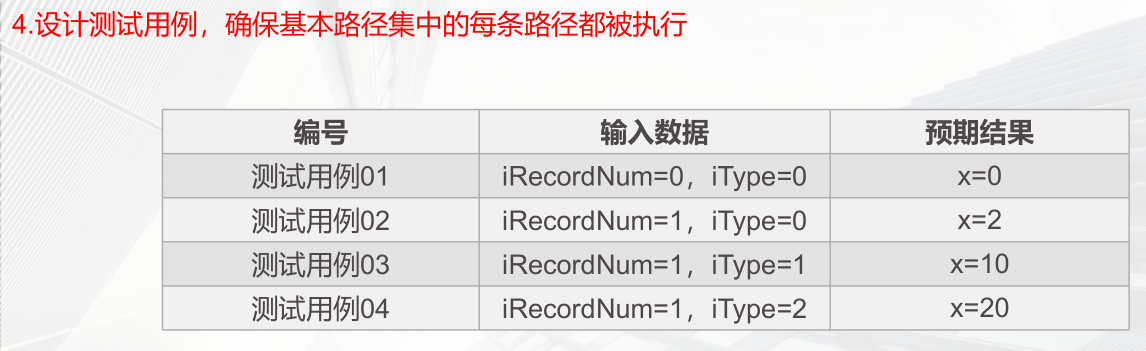 4.设计测试用例，确保基本路径集中的每条路径都被执行
编号 输入数据 预期结果
测试用例01 iRecordNum=0，iType=0 x=0
测试用例02 iRecordNum=1，iType=0 x=2
测试用例03 iRecordNum=1，iType=1 x=10
测试用例04 iRecordNum=1，iType=2 x=20